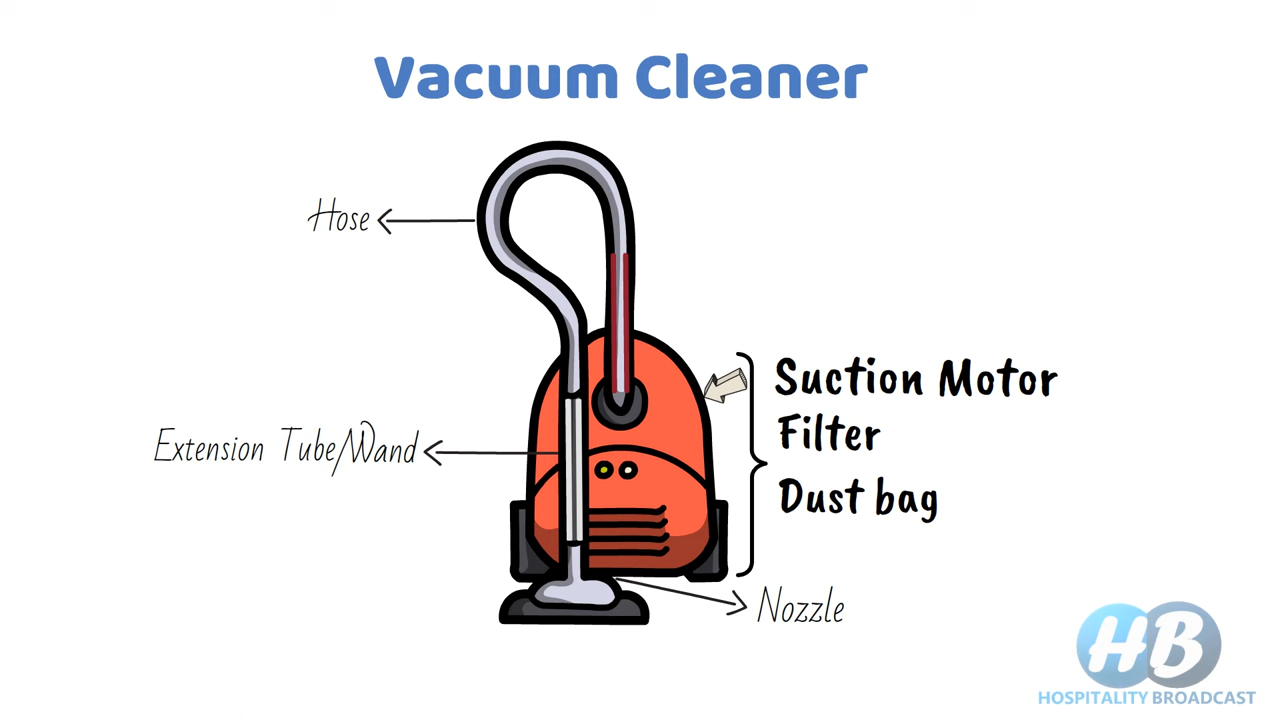 Vacuum Cleaner
Hose
Suction Motor
Filter
Extension Tube/Wand
Dust bag
Nozzle
HB
HOSPITALITY BROADCAST